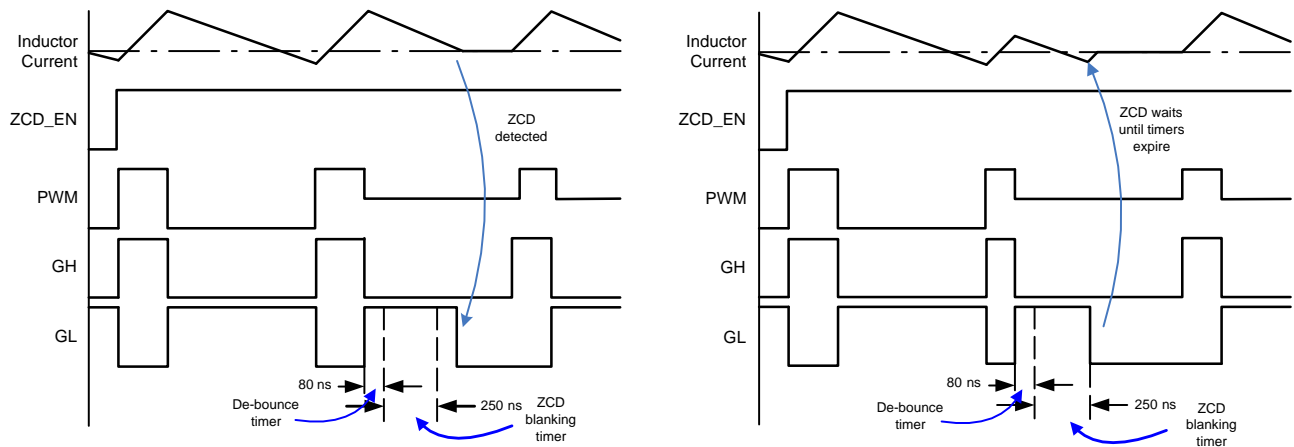 Inductor
Current
ZCD_EN
PWM
GH
GL
ZCD
detected
80 ns
De-bounce
timer
250 ns
ZCD
blanking
timer
Inductor
Current
ZCD_EN
PWM
GH
GL
ZCD waits
until timers
expire
80 ns
De-bounce
timer
250 ns
ZCD
blanking
timer